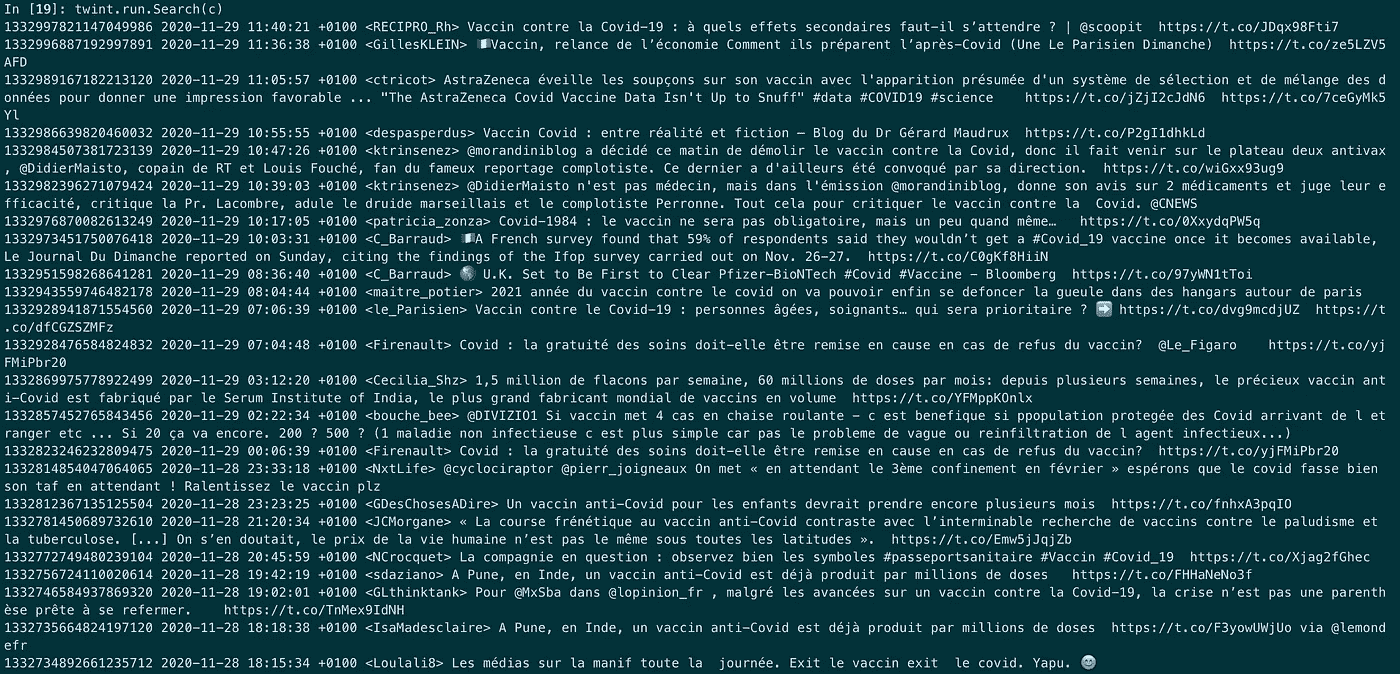 In [19]: twint.run.Search(c)
1332997821147049986 2020-11-29 11:40:21 +0100 <RECIPRO_Rh> Vaccin contre la Covid-19 : à quels effets secondaires faut-il s’attendre ? | @scoopit  https://t.co/JDqx98Fti7
1332996887192997891 2020-11-29 11:36:38 +0100 <GillesKLEIN> 🇫🇷Vaccin, relance de l’économie Comment ils préparent l’après-Covid (Une Le Parisien Dimanche)  https://t.co/ze5LZV5
AFD
1332989167182213120 2020-11-29 11:05:57 +0100 <ctricot> AstraZeneca éveille les soupçons sur son vaccin avec l'apparition présumée d'un système de sélection et de mélange des d
onnées pour donner une impression favorable ... "The AstraZeneca Covid Vaccine Data Isn't Up to Snuff" #data #COVID19 #science    https://t.co/jZjI2cJdN6  https://t.co/7ceGyMk5
Yl
1332986639820460032 2020-11-29 10:55:55 +0100 <despasperdus> Vaccin Covid : entre réalité et fiction – Blog du Dr Gérard Maudrux  https://t.co/P2gI1dhkLd
1332984507381723139 2020-11-29 10:47:26 +0100 <ktrinsenez> @morandiniblog a décidé ce matin de démolir le vaccin contre la Covid, donc il fait venir sur le plateau deux antivax
, @DidierMaisto, copain de RT et Louis Fouché, fan du fameux reportage complotiste. Ce dernier a d'ailleurs été convoqué par sa direction.  https://t.co/wiGxx93ug9
1332982396271079424 2020-11-29 10:39:03 +0100 <ktrinsenez> @DidierMaisto n'est pas médecin, mais dans l'émission @morandiniblog, donne son avis sur 2 médicaments et juge leur e
fficacité, critique la Pr. Lacombre, adule le druide marseillais et le complotiste Perronne. Tout cela pour critiquer le vaccin contre la  Covid. @CNEWS
1332976870082613249 2020-11-29 10:17:05 +0100 <patricia_zonza> Covid-1984 : le vaccin ne sera pas obligatoire, mais un peu quand même…   https://t.co/0XxydqPW5q
1332973451750076418 2020-11-29 10:03:31 +0100 <C_Barraud> 🇫🇷A French survey found that 59% of respondents said they wouldn’t get a #Covid_19 vaccine once it becomes available,
Le Journal Du Dimanche reported on Sunday, citing the findings of the Ifop survey carried out on Nov. 26-27.  https://t.co/C0gKf8HiiN
1332951598268641281 2020-11-29 08:36:40 +0100 <C_Barraud> 🌎 U.K. Set to Be First to Clear Pfizer-BioNTech #Covid #Vaccine – Bloomberg  https://t.co/97yWN1tToi
1332943559746482178 2020-11-29 08:04:44 +0100 <maitre_potier> 2021 année du vaccin contre le covid on va pouvoir enfin se defoncer la gueule dans des hangars autour de paris
1332928941871554560 2020-11-29 07:06:39 +0100 <le_Parisien> Vaccin contre le Covid-19 : personnes âgées, soignants… qui sera prioritaire ? ➡️ https://t.co/dvg9mcdjUZ  https://t
.co/dfCGZSZMFz
1332928476584824832 2020-11-29 07:04:48 +0100 <Firenault> Covid : la gratuité des soins doit-elle être remise en cause en cas de refus du vaccin?  @Le_Figaro    https://t.co/yj
FMiPbr20
1332869975778922499 2020-11-29 03:12:20 +0100 <Cecilia_Shz> 1,5 million de flacons par semaine, 60 millions de doses par mois: depuis plusieurs semaines, le précieux vaccin ant
i-Covid est fabriqué par le Serum Institute of India, le plus grand fabricant mondial de vaccins en volume  https://t.co/YFMppKOnlx
1332857452765843456 2020-11-29 02:22:34 +0100 <bouche_bee> @DIVIZIO1 Si vaccin met 4 cas en chaise roulante - c est benefique si ppopulation protegée des Covid arrivant de l et
ranger etc ... Si 20 ça va encore. 200 ? 500 ? (1 maladie non infectieuse c est plus simple car pas le probleme de vague ou reinfiltration de l agent infectieux...)
1332823246232809475 2020-11-29 00:06:39 +0100 <Firenault> Covid : la gratuité des soins doit-elle être remise en cause en cas de refus du vaccin?  https://t.co/yjFMiPbr20
1332814854047064065 2020-11-28 23:33:18 +0100 <NxtLife> @cyclociraptor @pierr_joigneaux On met « en attendant le 3ème confinement en février » espérons que le covid fasse bien
son taf en attendant ! Ralentissez le vaccin plz
1332812367135125504 2020-11-28 23:23:25 +0100 <GDesChosesADire> Un vaccin anti-Covid pour les enfants devrait prendre encore plusieurs mois  https://t.co/fnhxA3pqIO
1332781450689732610 2020-11-28 21:20:34 +0100 <JCMorgane> « La course frénétique au vaccin anti-Covid contraste avec l’interminable recherche de vaccins contre le paludisme et
la tuberculose. [...] On s’en doutait, le prix de la vie humaine n’est pas le même sous toutes les latitudes ».  https://t.co/Emw5jJqjZb
1332772749480239104 2020-11-28 20:45:59 +0100 <NCrocquet> La compagnie en question : observez bien les symboles #passeportsanitaire #Vaccin #Covid_19  https://t.co/Xjag2fGhec
1332756724110020614 2020-11-28 19:42:19 +0100 <sdaziano> A Pune, en Inde, un vaccin anti-Covid est déjà produit par millions de doses   https://t.co/FHHaNeNo3f
1332746584937869320 2020-11-28 19:02:01 +0100 <GLthinktank> Pour @MxSba dans @lopinion_fr , malgré les avancées sur un vaccin contre la Covid-19, la crise n’est pas une parenth
èse prête à se refermer.    https://t.co/TnMex9IdNH
1332735664824197120 2020-11-28 18:18:38 +0100 <IsaMadesclaire> A Pune, en Inde, un vaccin anti-Covid est déjà produit par millions de doses  https://t.co/F3yowUWjUo via @lemond
efr
1332734892661235712 2020-11-28 18:15:34 +0100 <Loulali8> Les médias sur la manif toute la  journée. Exit le vaccin exit  le covid. Yapu. 😊